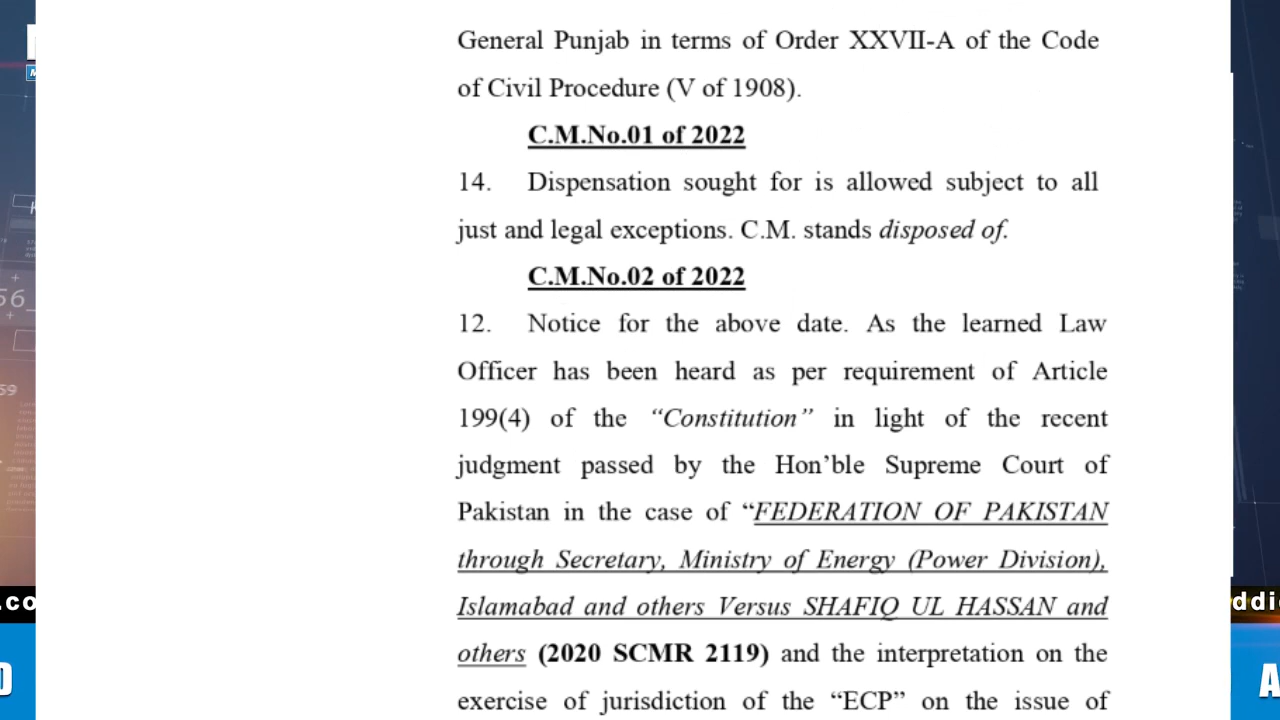 General Punjab in terms of Order XXVII-A of the Code
of Civil Procedure (V of 1908).
C.M.No.01 of 2022
14. Dispensation sought for is allowed subject to all
just and legal exceptions. C.M. stands disposed of.
C.M.No.02 of 2022
12. Notice for the above date. As the learned Law
Officer has been heard as per requirement of Article
199(4) of the “Constitution” in light of the recent
judgment passed by the Hon’ble Supreme Court of
Pakistan in the case of “FEDERATION OF PAKISTAN
through Secretary, Ministry of Energy (Power Division),
Islamabad and others Versus SHAFIQ UL HASSAN and
others (2020 SCMR 2119) and the interpretation on the
exercise of jurisdiction of the “ECP” on the issue of
56
59
.co
ddi